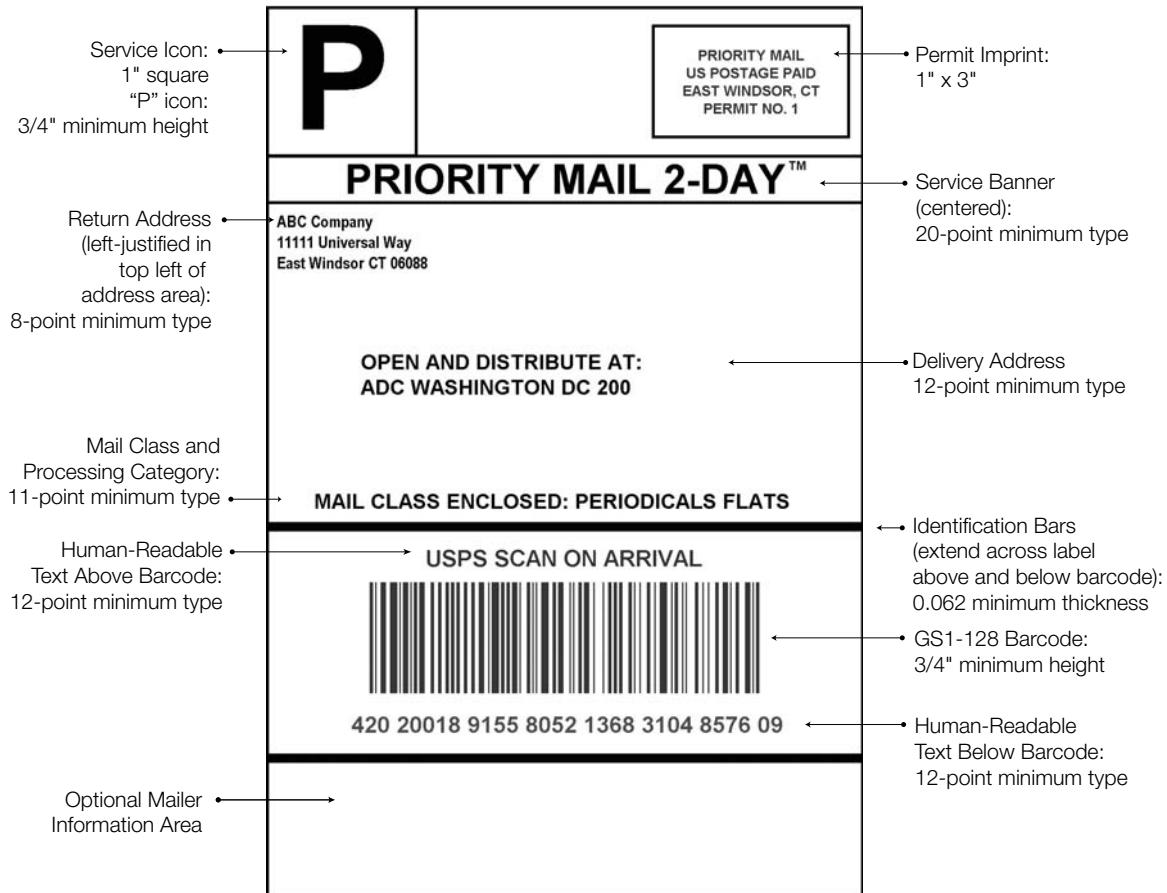 Service Icon:
1" square
“P” icon:
3/4" minimum height
P
PRIORITY MAIL
US POSTAGE PAID
EAST WINDSOR, CT
PERMIT NO. 1
Permit Imprint:
1" x 3"
PRIORITY MAIL 2-DAY™
Service Banner
(centered):
20-point minimum type
Return Address
(left-justified in
top left of
address area):
8-point minimum type
ABC Company
11111 Universal Way
East Windsor CT 06088
OPEN AND DISTRIBUTE AT:
ADC WASHINGTON DC 200
Delivery Address
12-point minimum type
Mail Class and
Processing Category:
11-point minimum type
MAIL CLASS ENCLOSED: PERIODICALS FLATS
Identification Bars
(extend across label
above and below barcode):
0.062 minimum thickness
Human-Readable
Text Above Barcode:
12-point minimum type
USPS SCAN ON ARRIVAL
GS1-128 Barcode:
3/4" minimum height
420 20018 9155 8052 1368 3104 8576 09
Human-Readable
Text Below Barcode:
12-point minimum type
Optional Mailer
Information Area